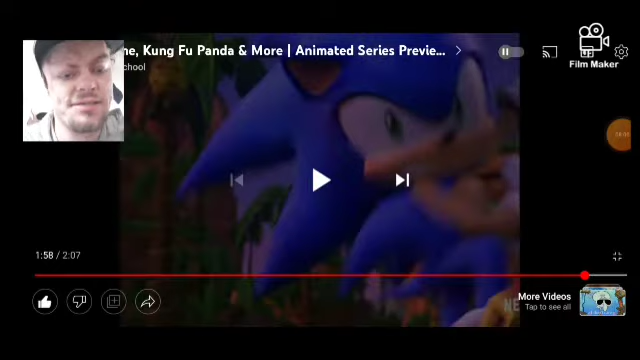 ne, Kung Fu Panda & More | Animated Series Previe...
chool
Film Maker
1:58 / 2:07
More Videos
Tap to see all
NE